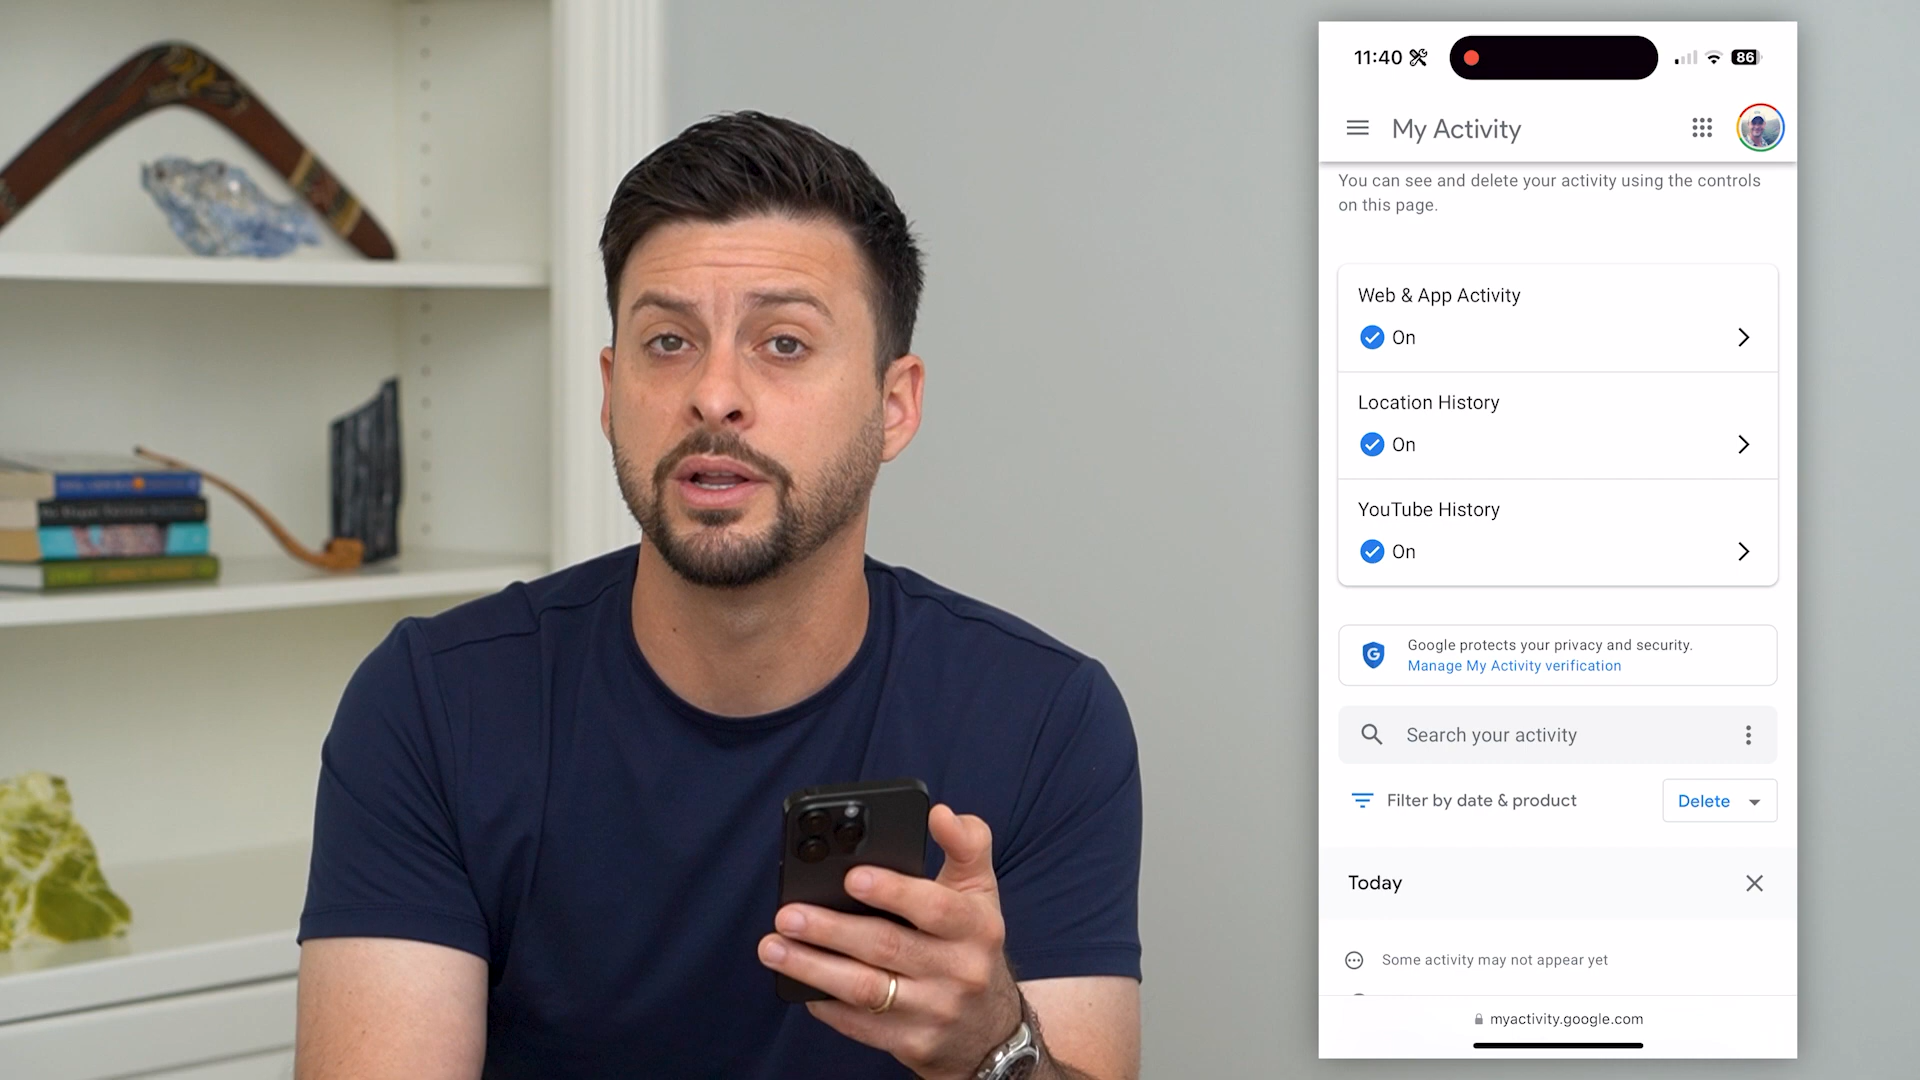 11:40
86
My Activity
You can see and delete your activity using the controls
on this page.
Web & App Activity
On
Location History
On
YouTube History
On
G
Google protects your privacy and security.
Manage My Activity verification
Search your activity
Filter by date & product
Delete
Today
Some activity may not appear yet
myactivity.google.com